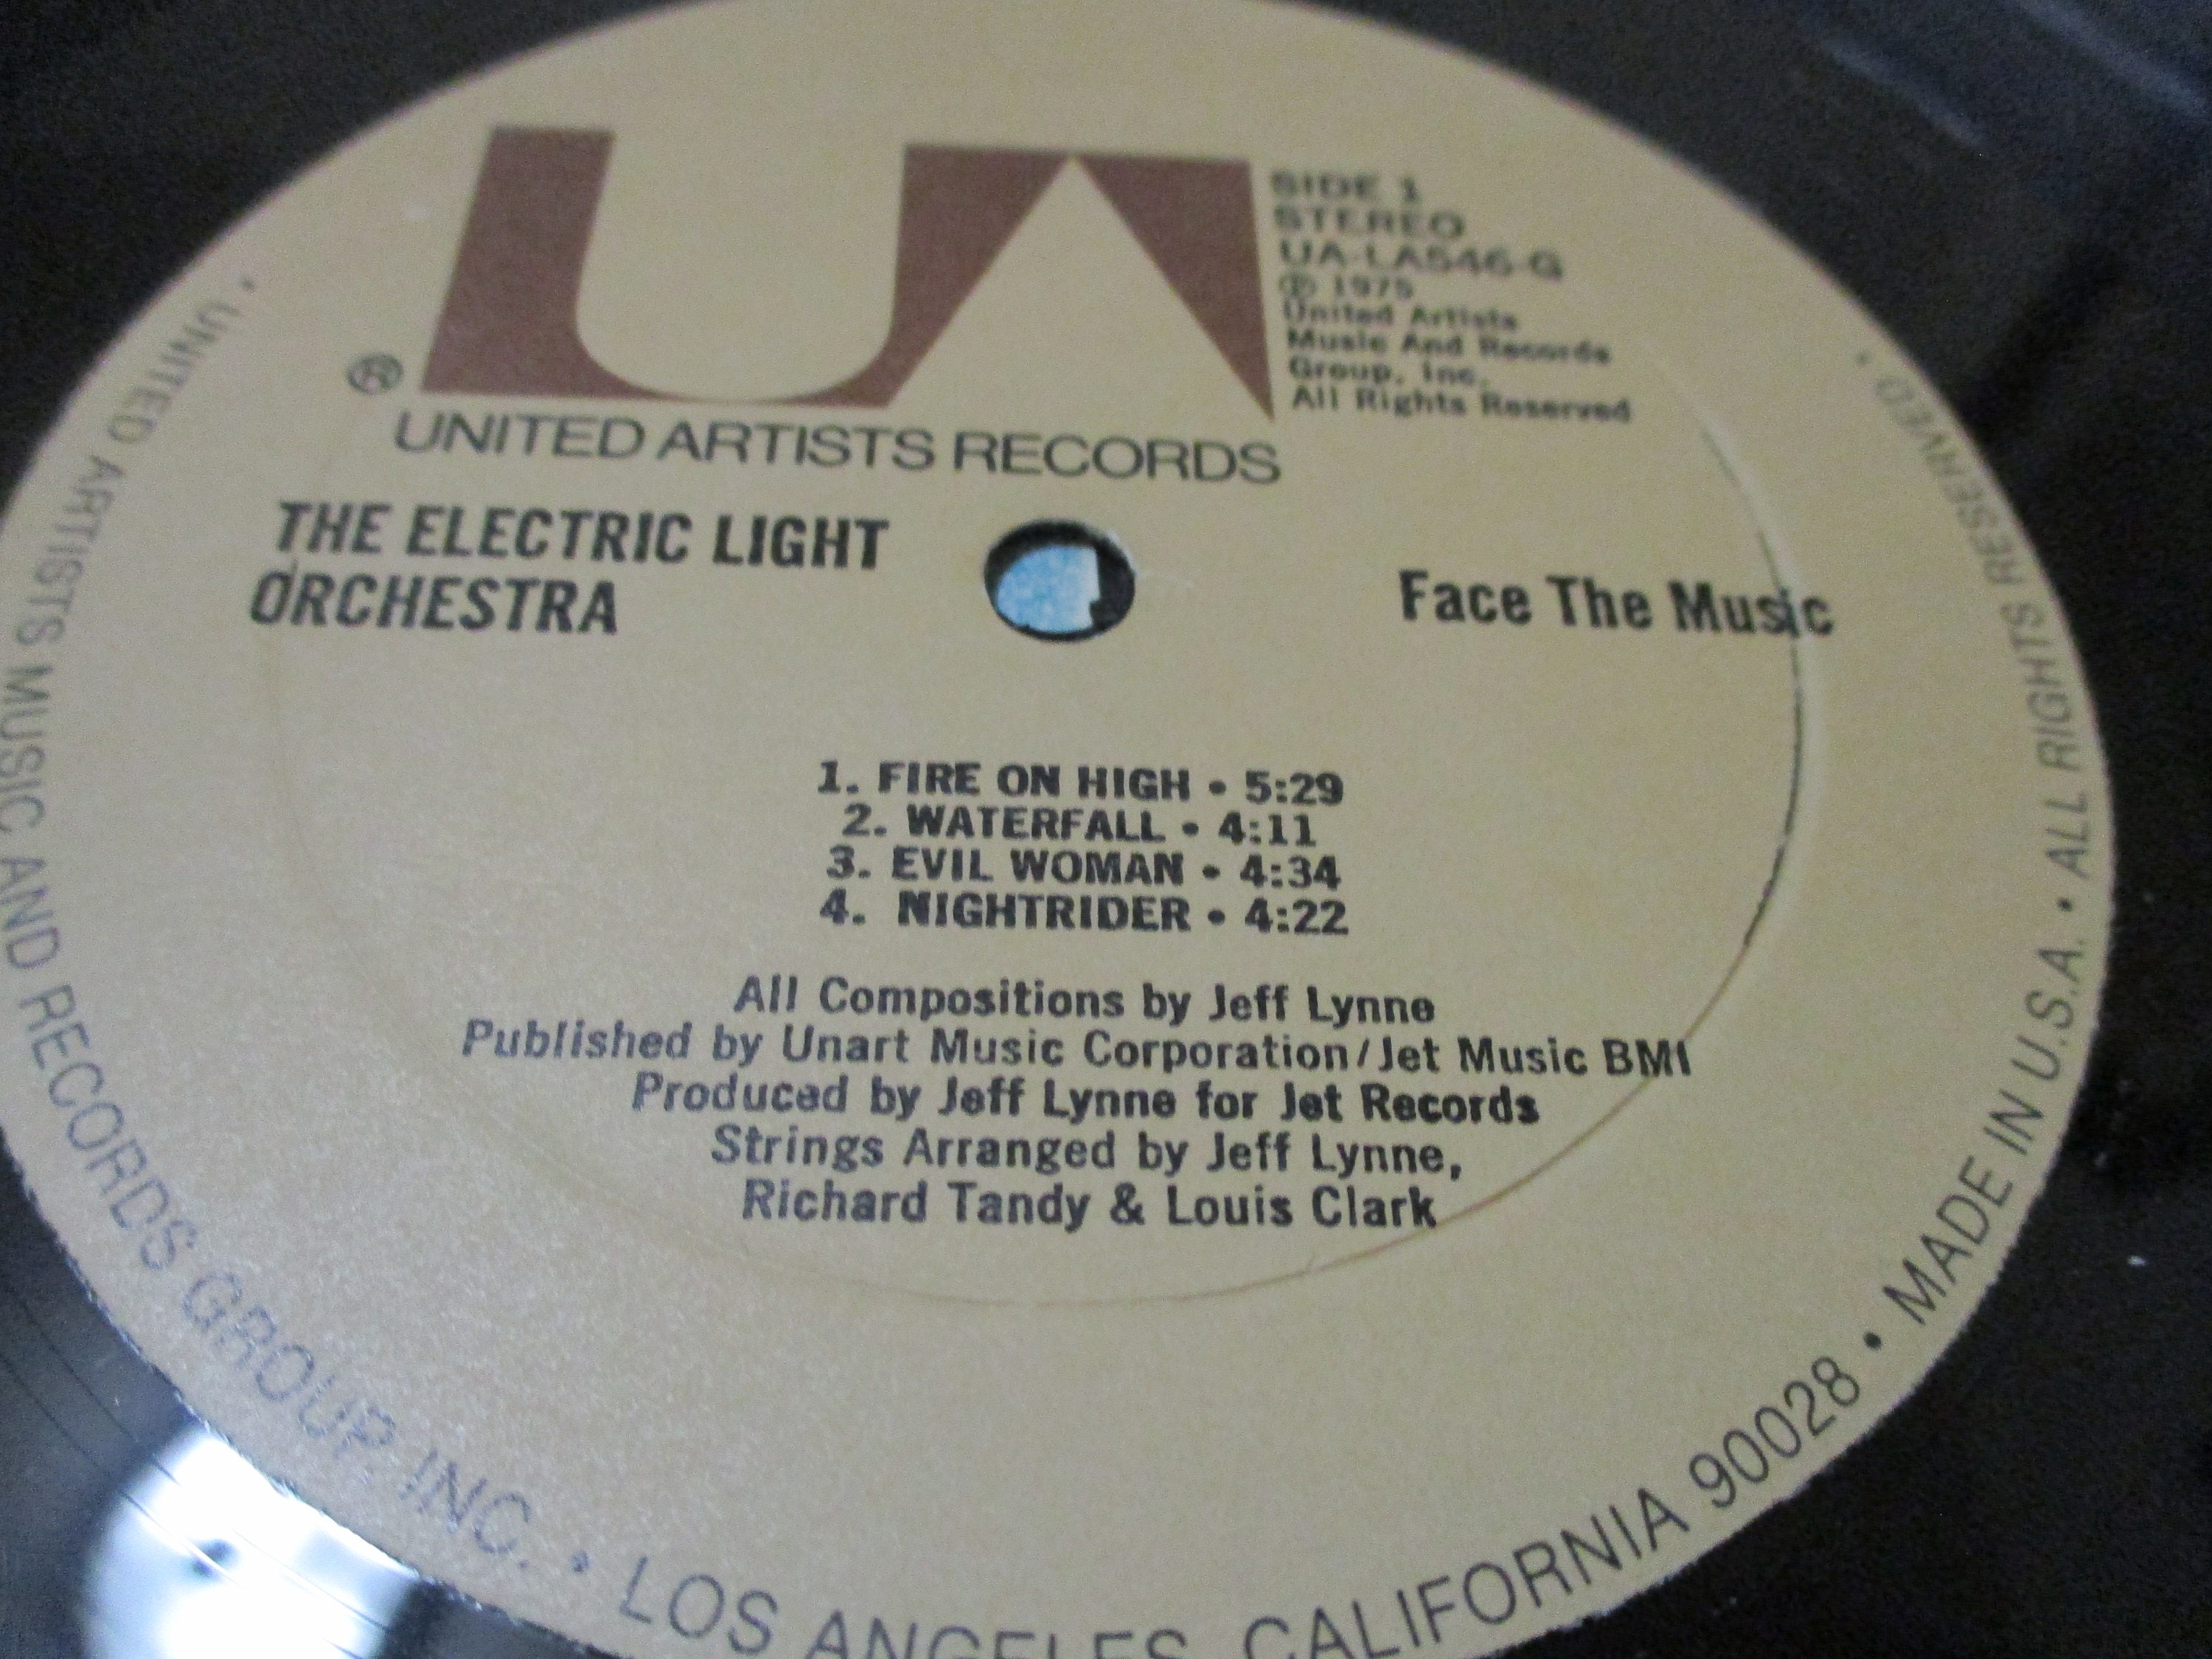 UA
SIDE 1
STEREO
UA-LA546-G
Ⓟ 1975
United Artists
Music And Records
Group, Inc.
All Rights Reserved
®
UNITED ARTISTS RECORDS
THE ELECTRIC LIGHT
ORCHESTRA
Face The Music
1. FIRE ON HIGH • 5:29
2. WATERFALL • 4:11
3. EVIL WOMAN • 4:34
4. NIGHTRIDER • 4:22
All Compositions by Jeff Lynne
Published by Unart Music Corporation/Jet Music BMI
Produced by Jeff Lynne for Jet Records
Strings Arranged by Jeff Lynne,
Richard Tandy & Louis Clark
• UNITED ARTISTS MUSIC AND RECORDS GROUP, INC. • LOS ANGELES, CALIFORNIA 90028 • MADE IN U.S.A. • ALL RIGHTS RESERVED •